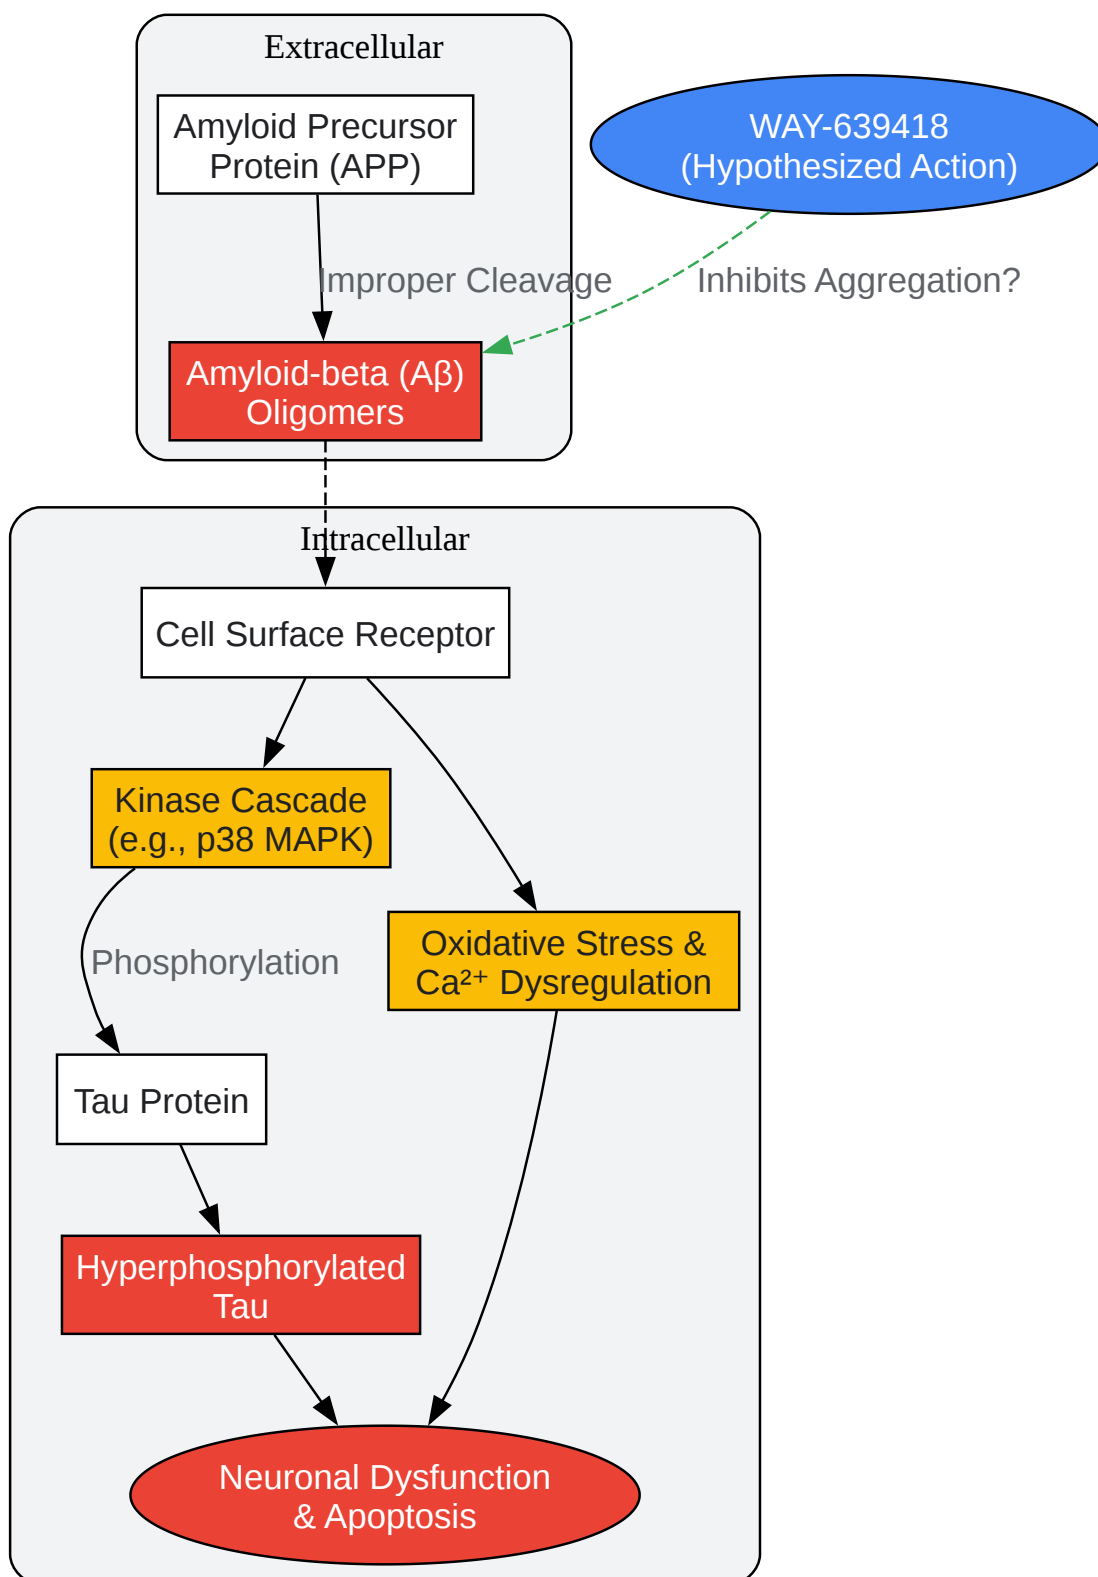 Extracellular
Amyloid Precursor
Protein (APP)
WAY-639418
(Hypothesized Action)
Improper Cleavage
Inhibits Aggregation?
Amyloid-beta (Aβ)
Oligomers
Intracellular
Cell Surface Receptor
Kinase Cascade
(e.g., p38 MAPK)
Oxidative Stress &
Ca²⁺ Dysregulation
Phosphorylation
Tau Protein
Hyperphosphorylated
Tau
Neuronal Dysfunction
& Apoptosis